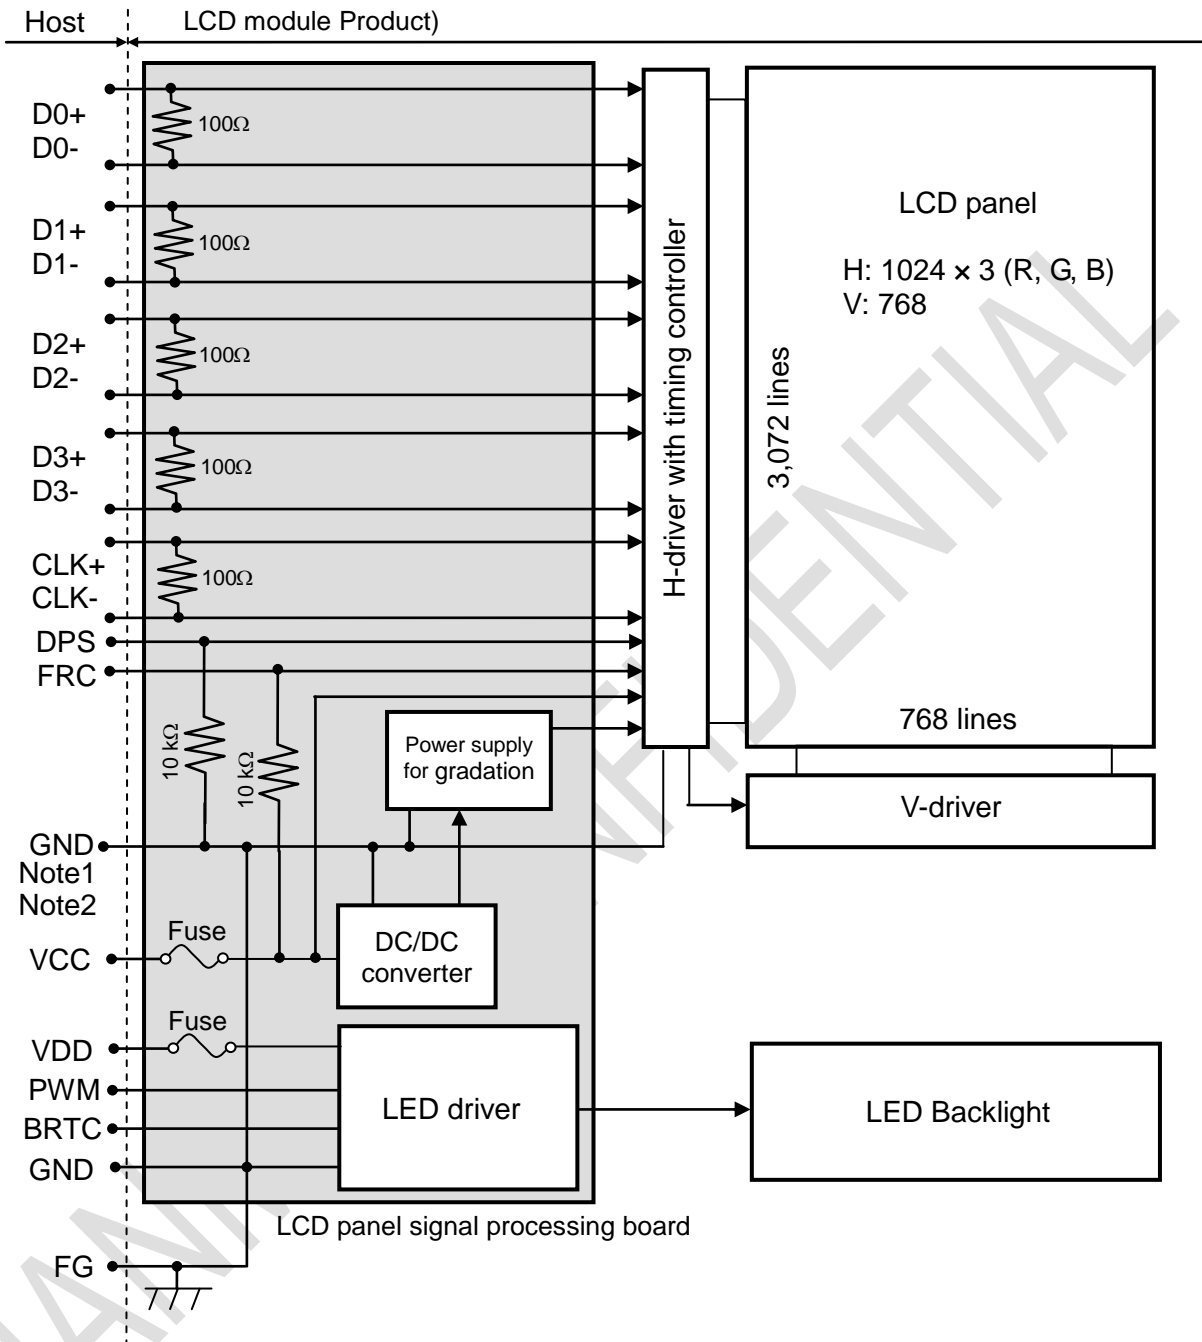 Host
LCD module Product)
D0+
D0-
100Ω
D1+
D1-
100Ω
D2+
D2-
100Ω
D3+
D3-
100Ω
CLK+
CLK-
100Ω
DPS
FRC
10 kΩ
10 kΩ
Power supply
for gradation
GND
Note1
Note2
Fuse
VCC
DC/DC
converter
Fuse
VDD
PWM
BRTC
GND
LED driver
LCD panel signal processing board
FG
H-driver with timing controller
LCD panel
H: 1024 × 3 (R, G, B)
V: 768
3,072 lines
768 lines
V-driver
LED Backlight